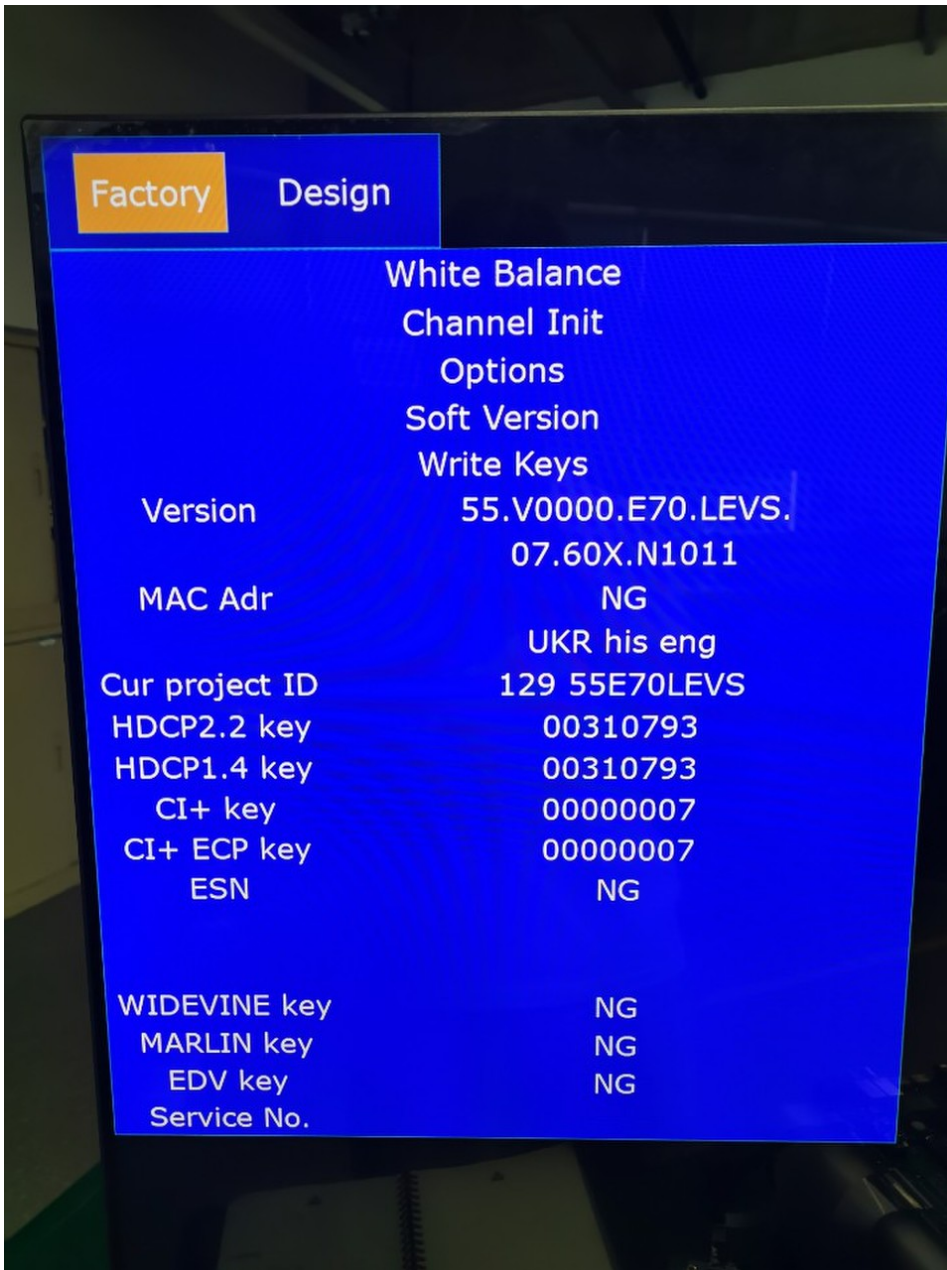 Factory Design
White Balance
Channel Init
Options
Soft Version
Write Keys
Version 55.V0000.E70.LEVS.
07.60X.N1011
MAC Adr NG
UKR his eng
Cur project ID 129 55E70LEVS
HDCP2.2 key 00310793
HDCP1.4 key 00310793
CI+ key 00000007
CI+ ECP key 00000007
ESN NG
WIDEVINE key NG
MARLIN key NG
EDV key NG
Service No.